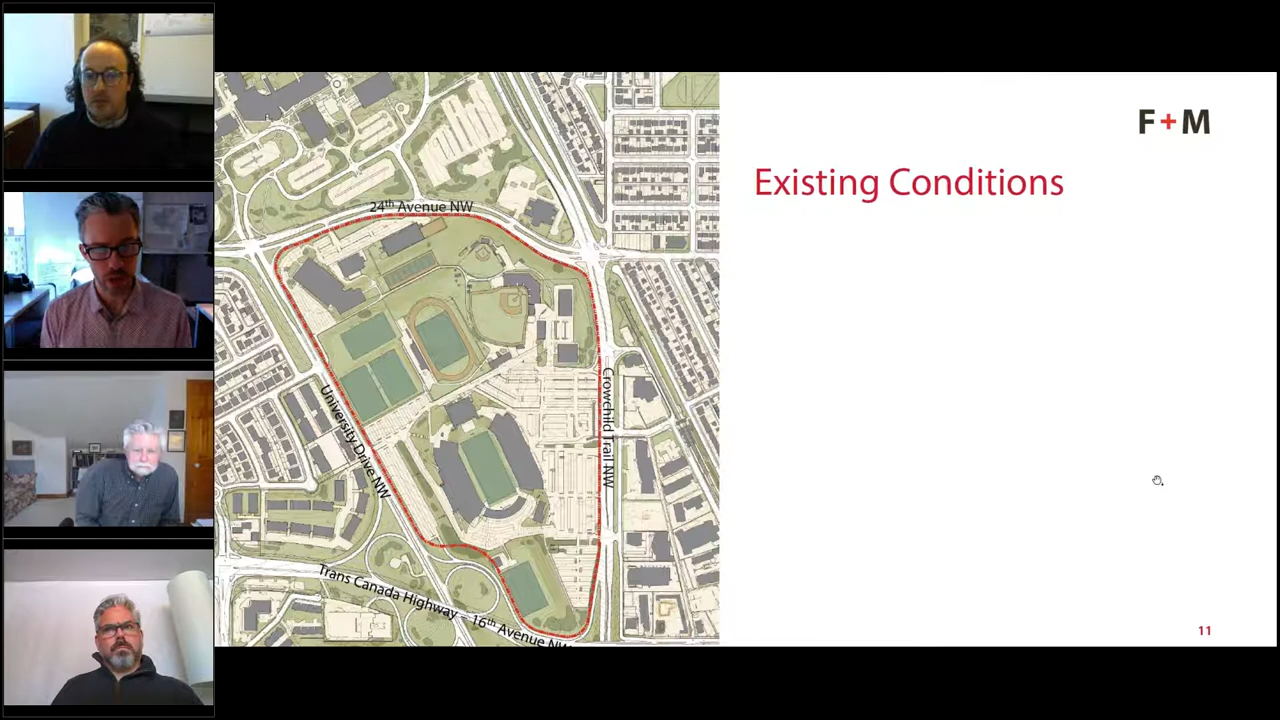 F+M
Existing Conditions
24th Avenue NW
University Drive NW
Crowchild Trail NW
Trans Canada Highway - 16th Avenue NW
11